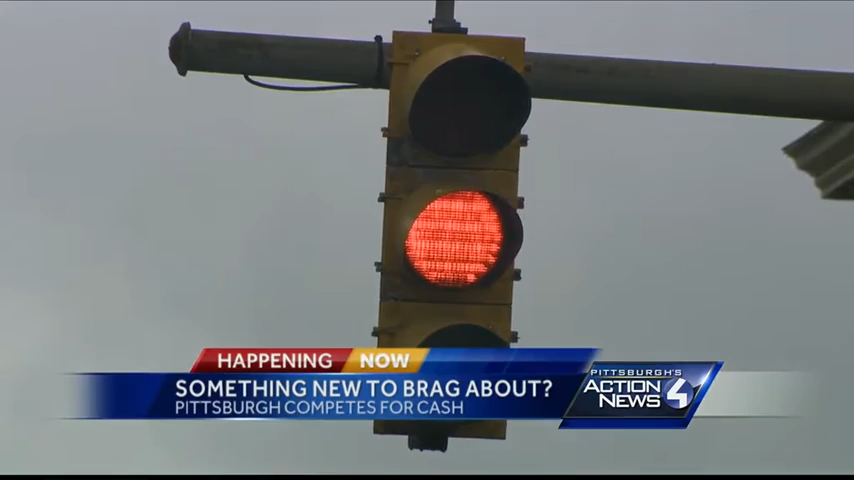 HAPPENING NOW
SOMETHING NEW TO BRAG ABOUT?
PITTSBURGH COMPETES FOR CASH
PITTSBURGH'S
ACTION
NEWS 4